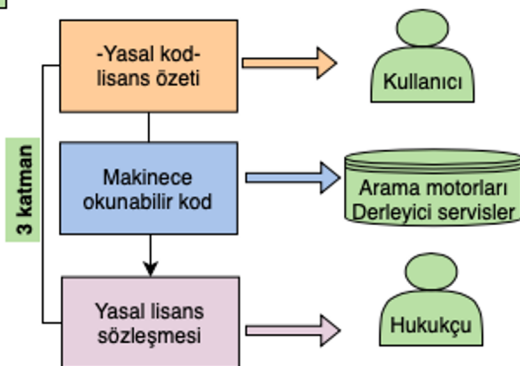 -Yasal kod-
lisans özeti
Kullanıcı
3 katman
Makinece
okunabilir kod
Arama motorları
Derleyici servisler
Yasal lisans
sözleşmesi
Hukukçu